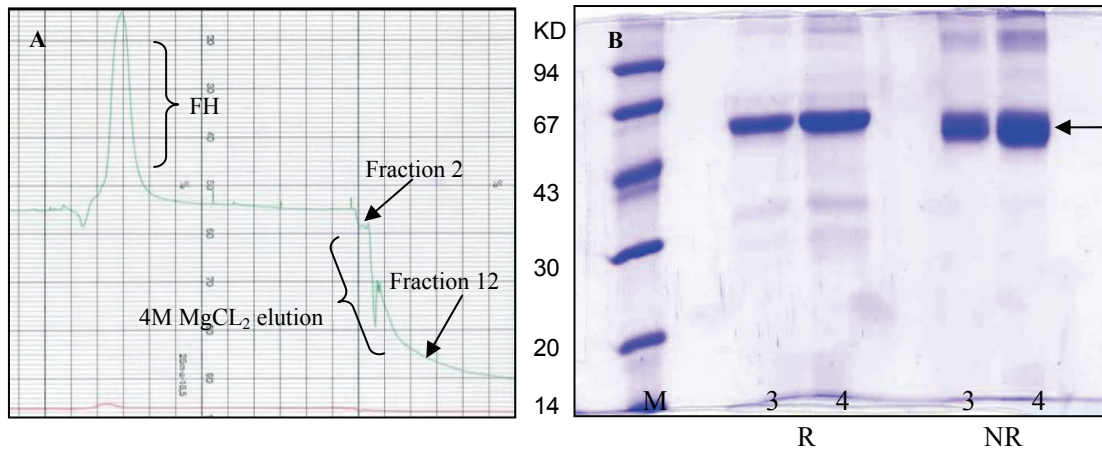 A
FH
Fraction 2
Fraction 12
4M MgCL2 elution
KD
94
67
43
30
20
14
B
M
3 4
R
3 4
NR